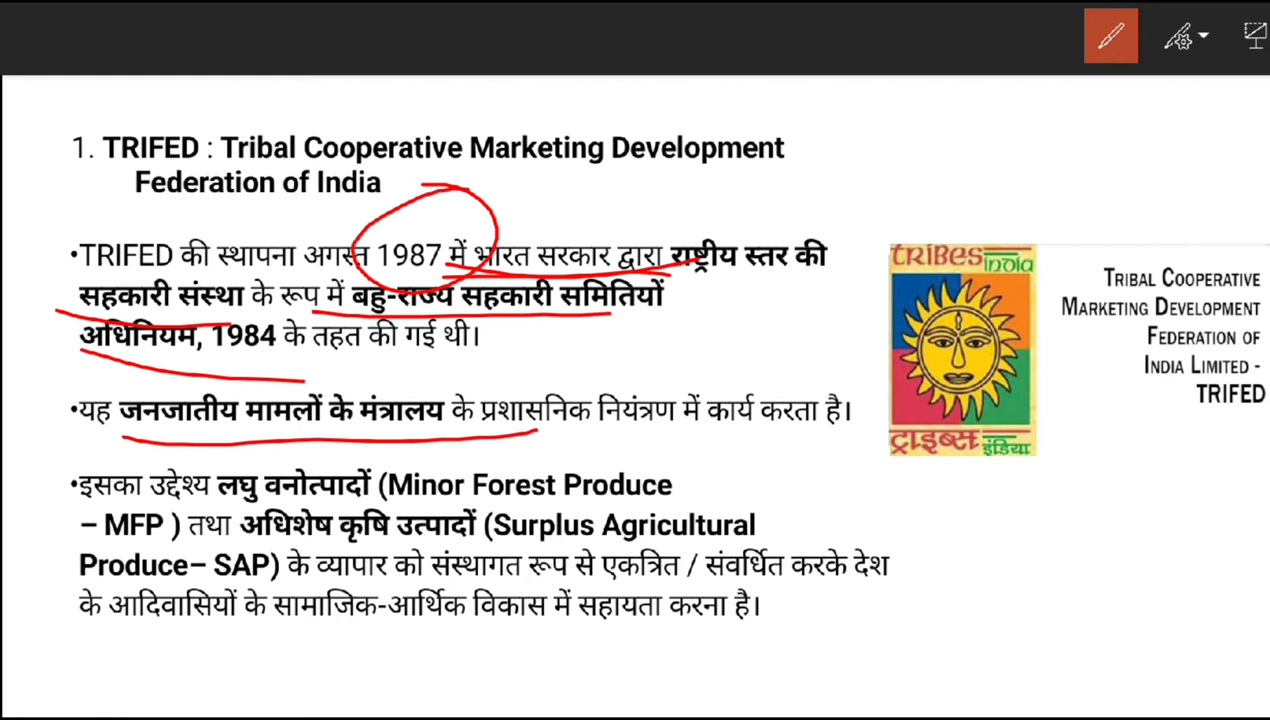 1. TRIFED : Tribal Cooperative Marketing Development
Federation of India
•TRIFED की स्थापना अगस्त 1987 में भारत सरकार द्वारा राष्ट्रीय स्तर की
सहकारी संस्था के रूप में बहु-राज्य सहकारी समितियों
अधिनियम, 1984 के तहत की गई थी।
•यह जनजातीय मामलों के मंत्रालय के प्रशासनिक नियंत्रण में कार्य करता है।
•इसका उद्देश्य लघु वनोत्पादों (Minor Forest Produce
– MFP ) तथा अधिशेष कृषि उत्पादों (Surplus Agricultural
Produce– SAP) के व्यापार को संस्थागत रूप से एकत्रित / संवर्धित करके देश
के आदिवासियों के सामाजिक-आर्थिक विकास में सहायता करना है।
TRIBES india
ट्राइब्स इंडिया
TRIBAL COOPERATIVE
MARKETING DEVELOPMENT
FEDERATION OF
INDIA LIMITED -
TRIFED